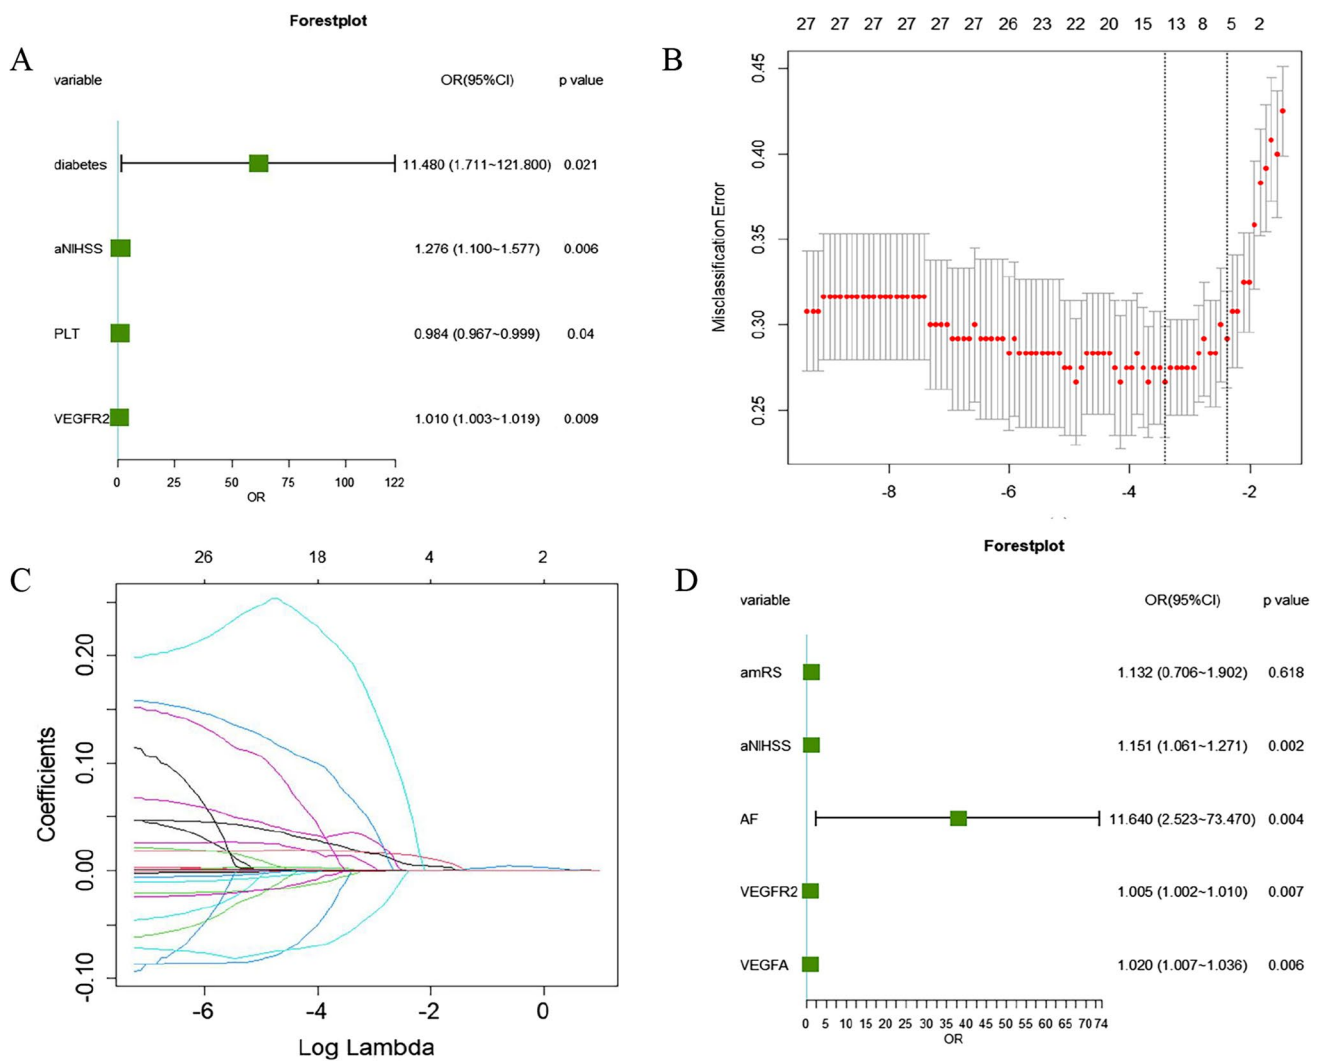 Forestplot
A
variable OR(95%CI) p value
diabetes 11.480 (1.711~121.800) 0.021
aNIHSS 1.276 (1.100~1.577) 0.006
PLT 0.984 (0.967~0.999) 0.04
VEGFR2 1.010 (1.003~1.019) 0.009
0 25 50 75 100 122
OR
B
27 27 27 27 27 27 26 23 22 20 15 13 8 5 2
Misclassification Error
0.45
0.40
0.35
0.30
0.25
-8 -6 -4 -2
C
26 18 4 2
Coefficients
0.20
0.10
0.00
-0.10
-6 -4 -2 0
Log Lambda
Forestplot
D
variable OR(95%CI) p value
amRS 1.132 (0.706~1.902) 0.618
aNIHSS 1.151 (1.061~1.271) 0.002
AF 11.640 (2.523~73.470) 0.004
VEGFR2 1.005 (1.002~1.010) 0.007
VEGFA 1.020 (1.007~1.036) 0.006
0 5 10 15 20 25 30 35 40 45 50 55 60 65 70 74
OR